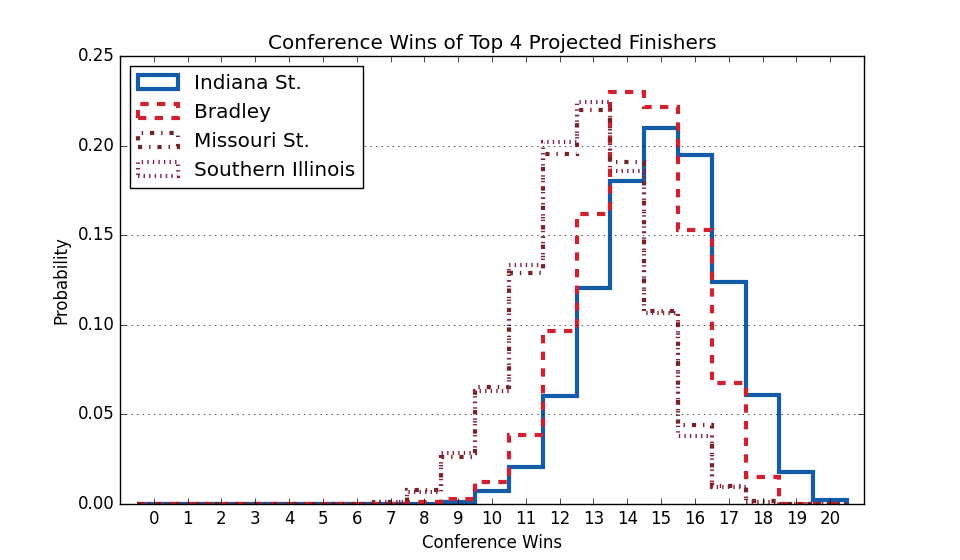 Conference Wins of Top 4 Projected Finishers
0.25
0.20
0.15
0.10
0.05
0.00
Probability
Indiana St.
Bradley
Missouri St.
Southern Illinois
0 1 2 3 4 5 6 7 8 9 10 11 12 13 14 15 16 17 18 19 20
Conference Wins